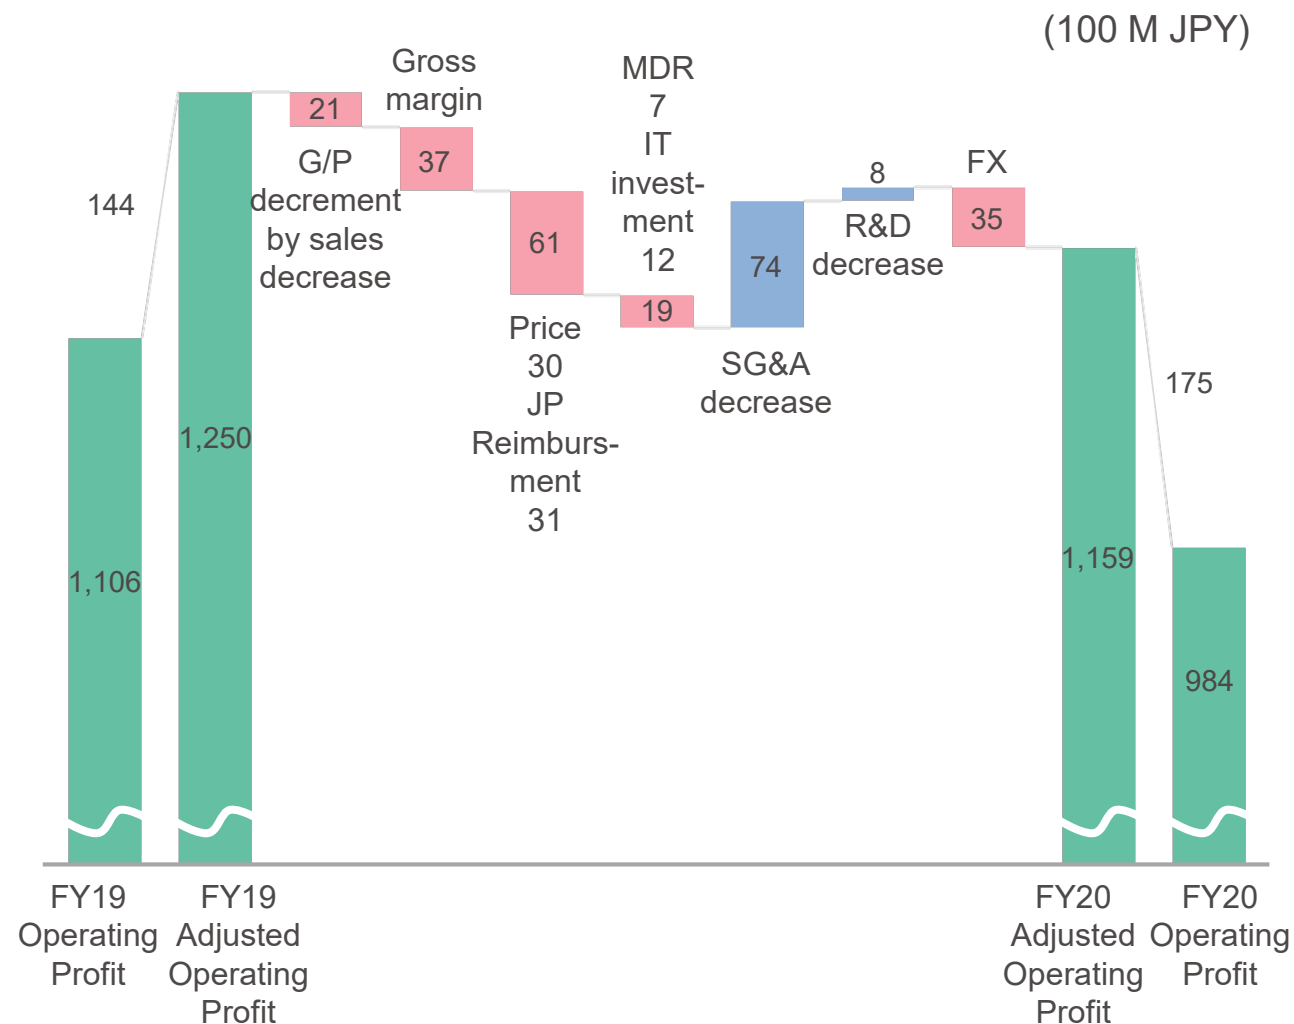 (100 M JPY)
144
1,106
1,250
21
G/P
decrement
by sales
decrease
Gross
margin
37
61
Price
30
JP
Reimburs-
ment
31
MDR
7
IT
invest-
ment
12
19
74
SG&A
decrease
8
R&D
decrease
FX
35
1,159
175
984
FY19
Operating
Profit
FY19
Adjusted
Operating
Profit
FY20
Adjusted
Operating
Profit
FY20
Operating
Profit